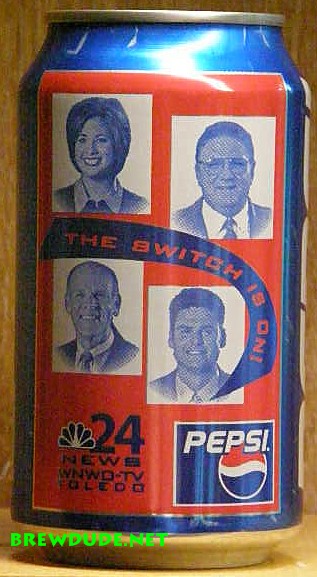 THE SWITCH IS ON!
24
NEWS
WNWO-TV
TOLEDO
PEPSI
BREWDUDE.NET